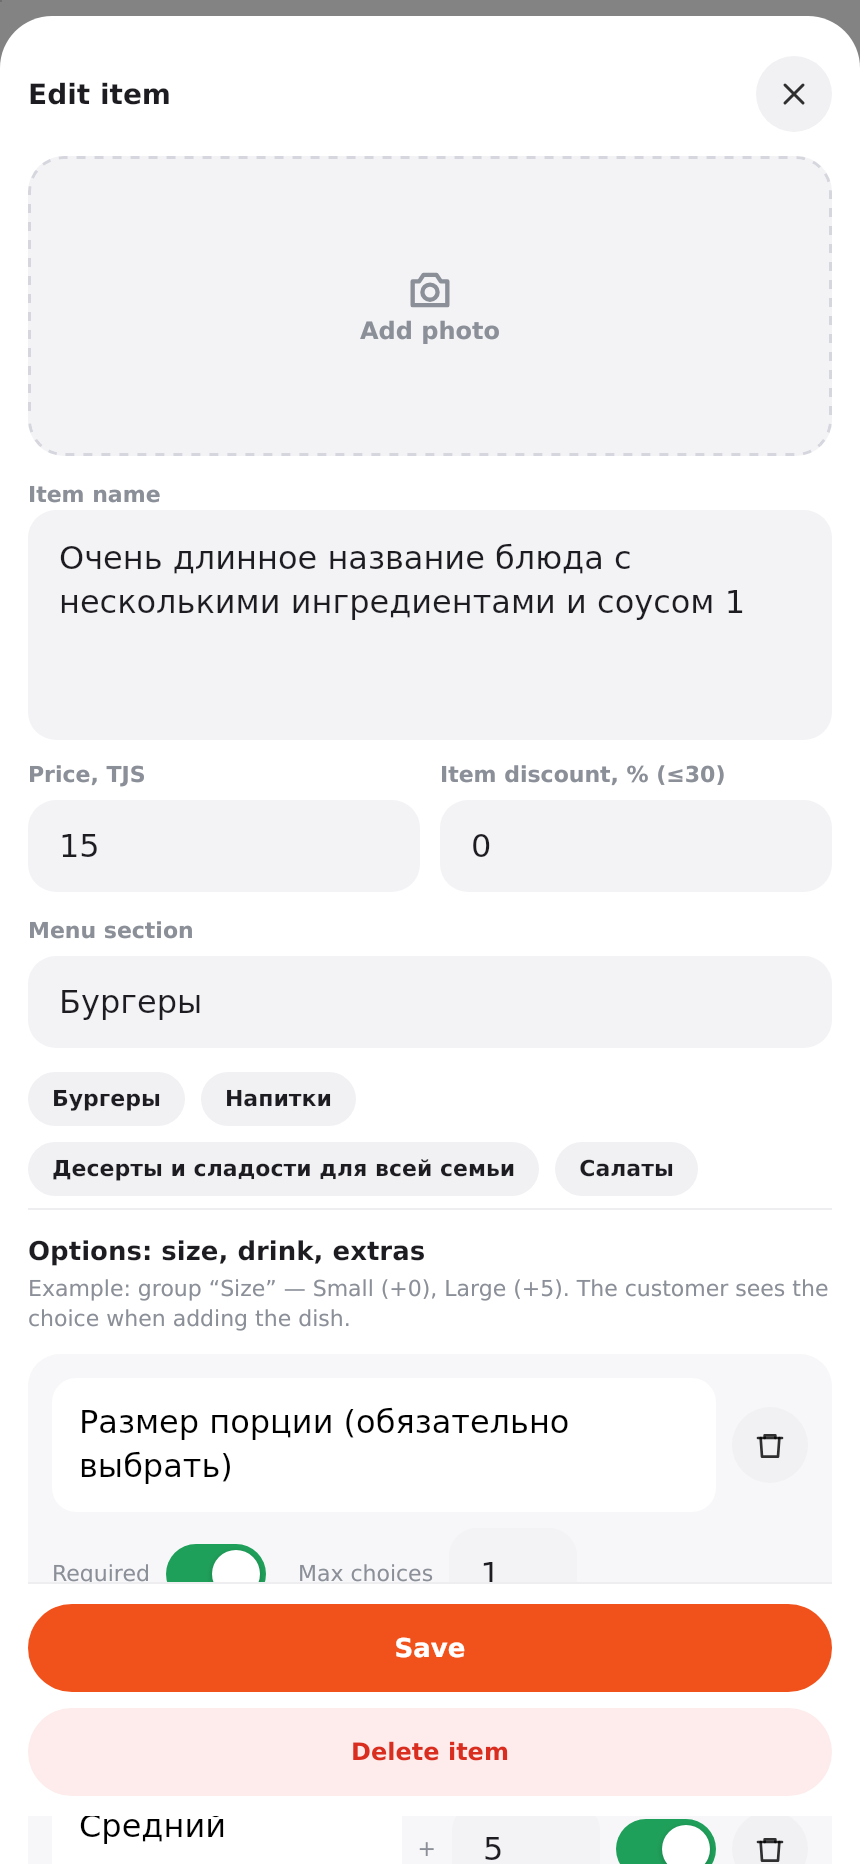 Edit item
Add photo
Item name
Очень длинное название блюда с
несколькими ингредиентами и соусом 1
Price, TJS
Item discount, % (≤30)
15
0
Menu section
Бургеры
Бургеры
Напитки
Десерты и сладости для всей семьи
Салаты
Options: size, drink, extras
Example: group “Size” — Small (+0), Large (+5). The customer sees the
choice when adding the dish.
Размер порции (обязательно
выбрать)
Required
Max choices
1
Save
Delete item
Средний
+
5